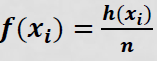 f(xᵢ) = h(xᵢ)/n